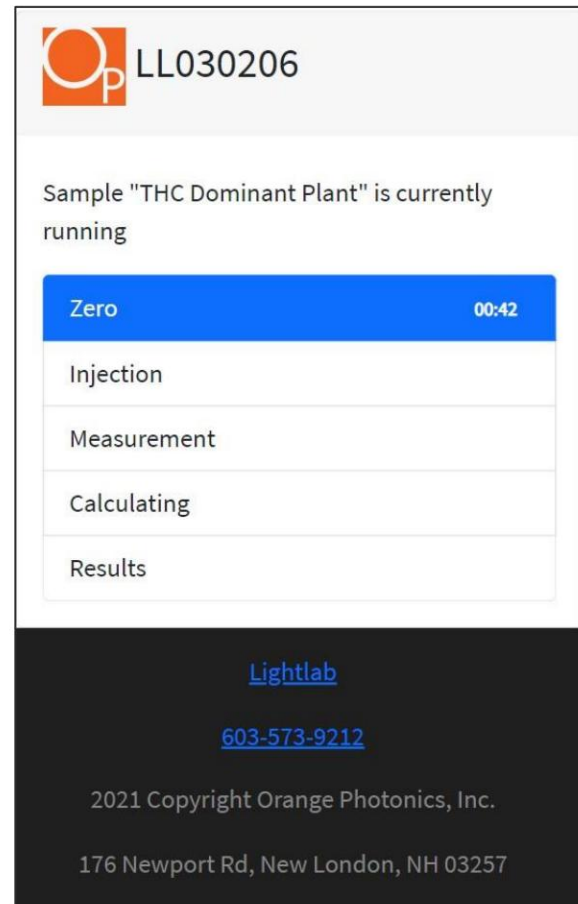 OP LL030206
Sample "THC Dominant Plant" is currently
running
Zero 00:42
Injection
Measurement
Calculating
Results
Lightlab
603-573-9212
2021 Copyright Orange Photonics, Inc.
176 Newport Rd, New London, NH 03257